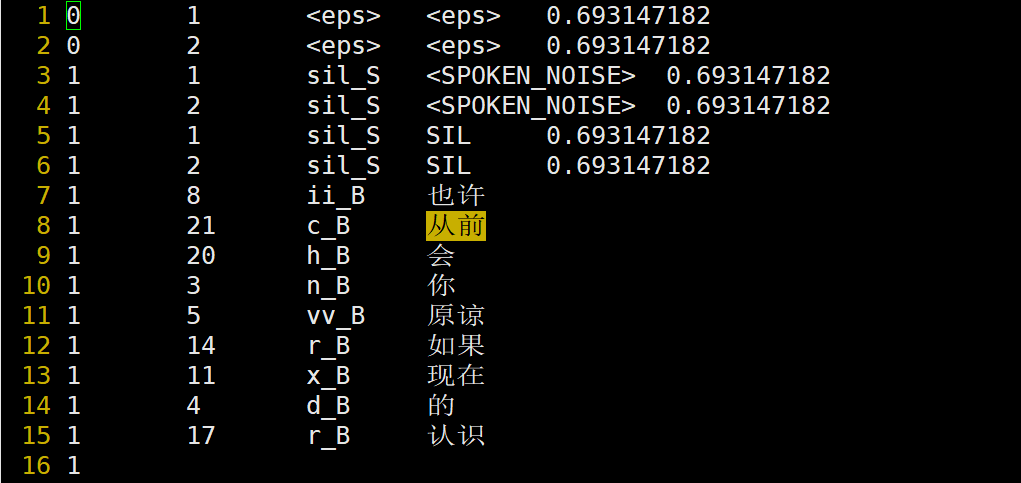 1 0 1 <eps> <eps> 0.693147182
2 0 2 <eps> <eps> 0.693147182
3 1 1 sil_S <SPOKEN_NOISE> 0.693147182
4 1 2 sil_S <SPOKEN_NOISE> 0.693147182
5 1 1 sil_S SIL 0.693147182
6 1 2 sil_S SIL 0.693147182
7 1 8 ii_B 也许
8 1 21 c_B 从前
9 1 20 h_B 会
10 1 3 n_B 你
11 1 5 vv_B 原谅
12 1 14 r_B 如果
13 1 11 x_B 现在
14 1 4 d_B 的
15 1 17 r_B 认识
16 1